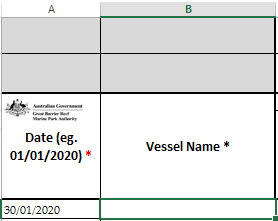 A B
Australian Government
Great Barrier Reef
Marine Park Authority
Date (eg.
01/01/2020) *
Vessel Name *
30/01/2020